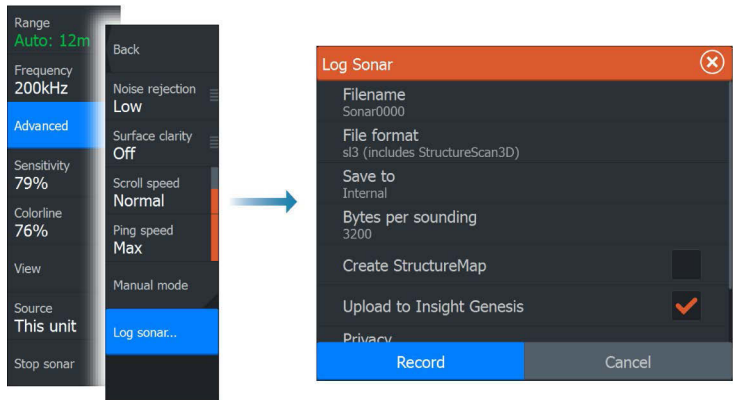 Range
Auto: 12m
Frequency
200kHz
Advanced
Sensitivity
79%
Colorline
76%
View
Source
This unit
Stop sonar
Back
Noise rejection
Low
Surface clarity
Off
Scroll speed
Normal
Ping speed
Max
Manual mode
Log sonar...
Log Sonar
Filename
Sonar0000
File format
sl3 (includes StructureScan3D)
Save to
Internal
Bytes per sounding
3200
Create StructureMap
Upload to Insight Genesis
Privacy
Record
Cancel